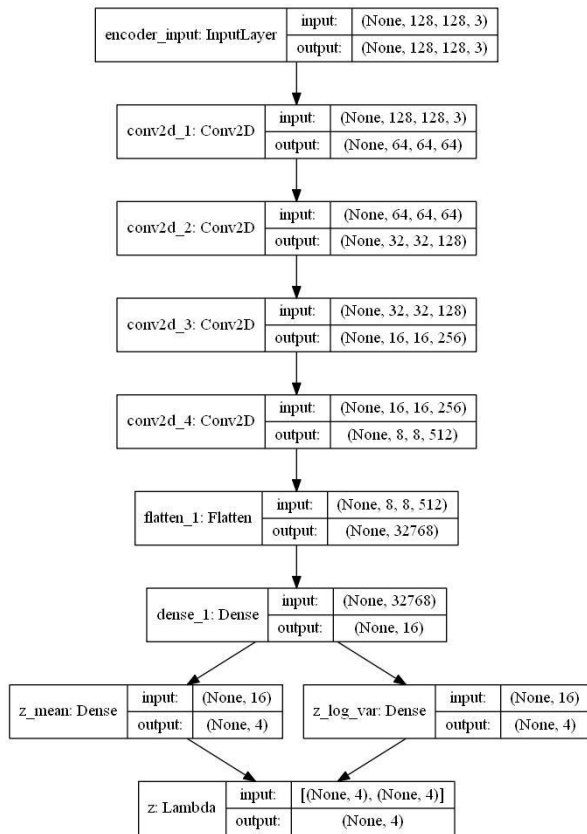 encoder_input: InputLayer input: (None, 128, 128, 3)
output: (None, 128, 128, 3)
conv2d_1: Conv2D input: (None, 128, 128, 3)
output: (None, 64, 64, 64)
conv2d_2: Conv2D input: (None, 64, 64, 64)
output: (None, 32, 32, 128)
conv2d_3: Conv2D input: (None, 32, 32, 128)
output: (None, 16, 16, 256)
conv2d_4: Conv2D input: (None, 16, 16, 256)
output: (None, 8, 8, 512)
flatten_1: Flatten input: (None, 8, 8, 512)
output: (None, 32768)
dense_1: Dense input: (None, 32768)
output: (None, 16)
z_mean: Dense input: (None, 16)
output: (None, 4)
z_log_var: Dense input: (None, 16)
output: (None, 4)
z: Lambda input: [(None, 4), (None, 4)]
output: (None, 4)